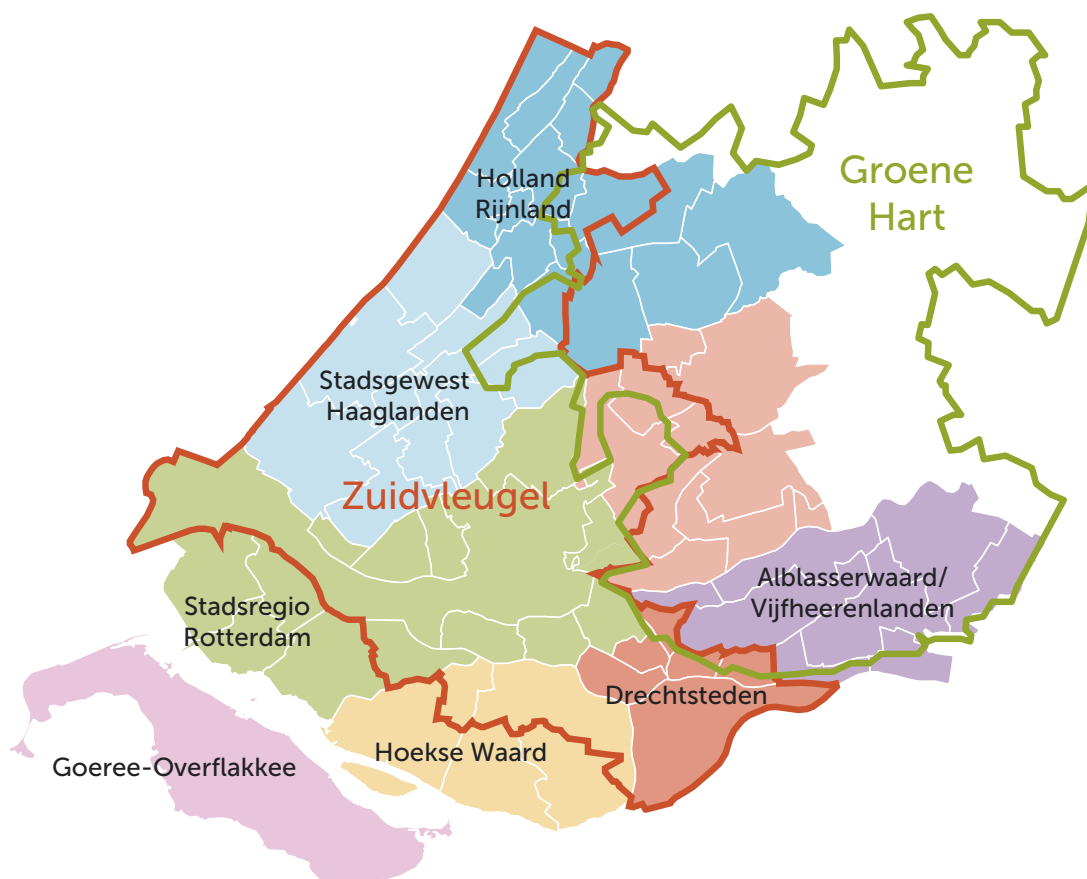 Groene
Hart
Holland
Rijnland
Stadsgewest
Haaglanden
Zuidvleugel
Alblasserwaard/
Vijfheerenlanden
Stadsregio
Rotterdam
Drechtsteden
Hoekse Waard
Goeree-Overflakkee